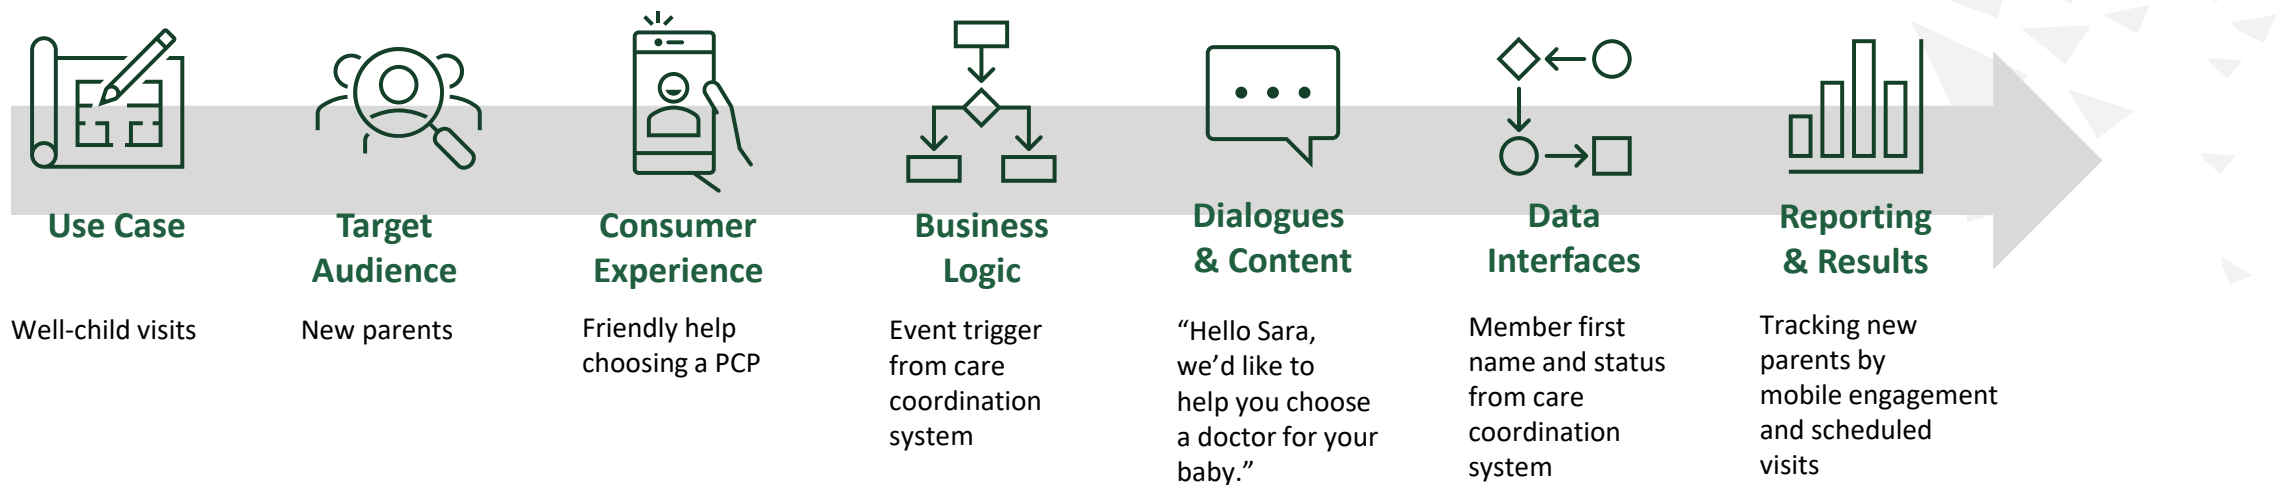 Use Case
Target
Audience
Consumer
Experience
Business
Logic
Dialogues
& Content
Data
Interfaces
Reporting
& Results
Well-child visits
New parents
Friendly help
choosing a PCP
Event trigger
from care
coordination
system
“Hello Sara,
we’d like to
help you choose
a doctor for your
baby.”
Member first
name and status
from care
coordination
system
Tracking new
parents by
mobile engagement
and scheduled
visits